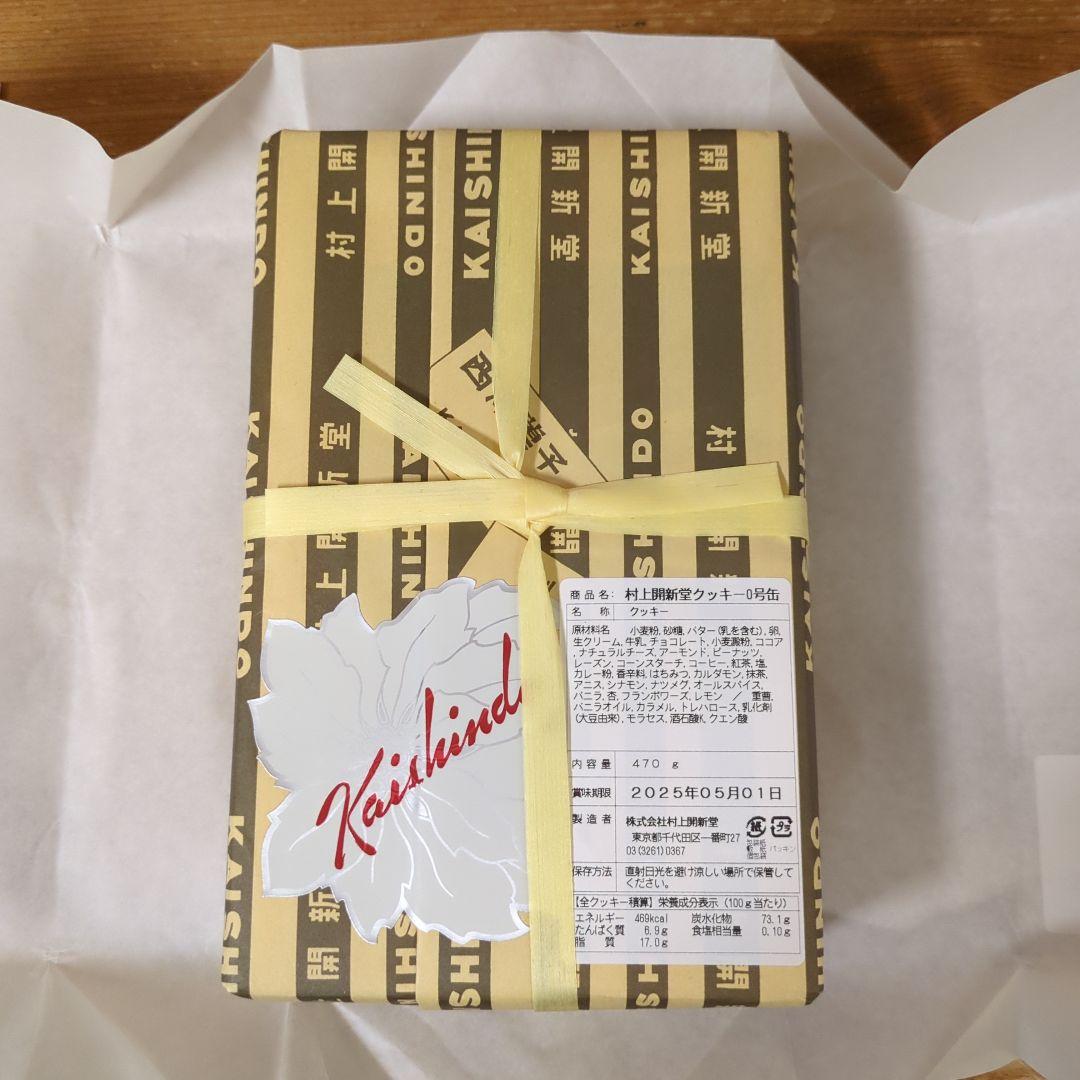 村上開
KAISHINDO
開新堂
KAISHI
開新堂
Kaishindo
商品名: 村上開新堂クッキー0号缶
名 称 クッキー
原材料名 小麦粉, 砂糖, バター(乳を含む), 卵,
生クリーム, 牛乳, チョコレート, 小麦澱粉, ココア
, ナチュラルチーズ, アーモンド, ピーナッツ,
レーズン, コーンスターチ, コーヒー, 紅茶, 塩,
カレー粉, 香辛料, はちみつ, カルダモン, 抹茶,
アニス, シナモン, ナツメグ, オールスパイス,
バニラ, 杏, フランボワーズ, レモン / 重曹,
バニラオイル, カラメル, トレハロース, 乳化剤
(大豆由来), モラセス, 酒石酸K, クエン酸
内容量 470 g
賞味期限 2025年05月01日
製造者 株式会社村上開新堂
東京都千代田区一番町27
03(3261)0367
紙 プラ
個包装 パッキン
保存方法 直射日光を避け涼しい場所で保管して
ください。
【全クッキー積算】栄養成分表示(100g当たり)
エネルギー 469kcal 炭水化物 73.1g
たんぱく質 6.9g 食塩相当量 0.10g
脂 質 17.0g